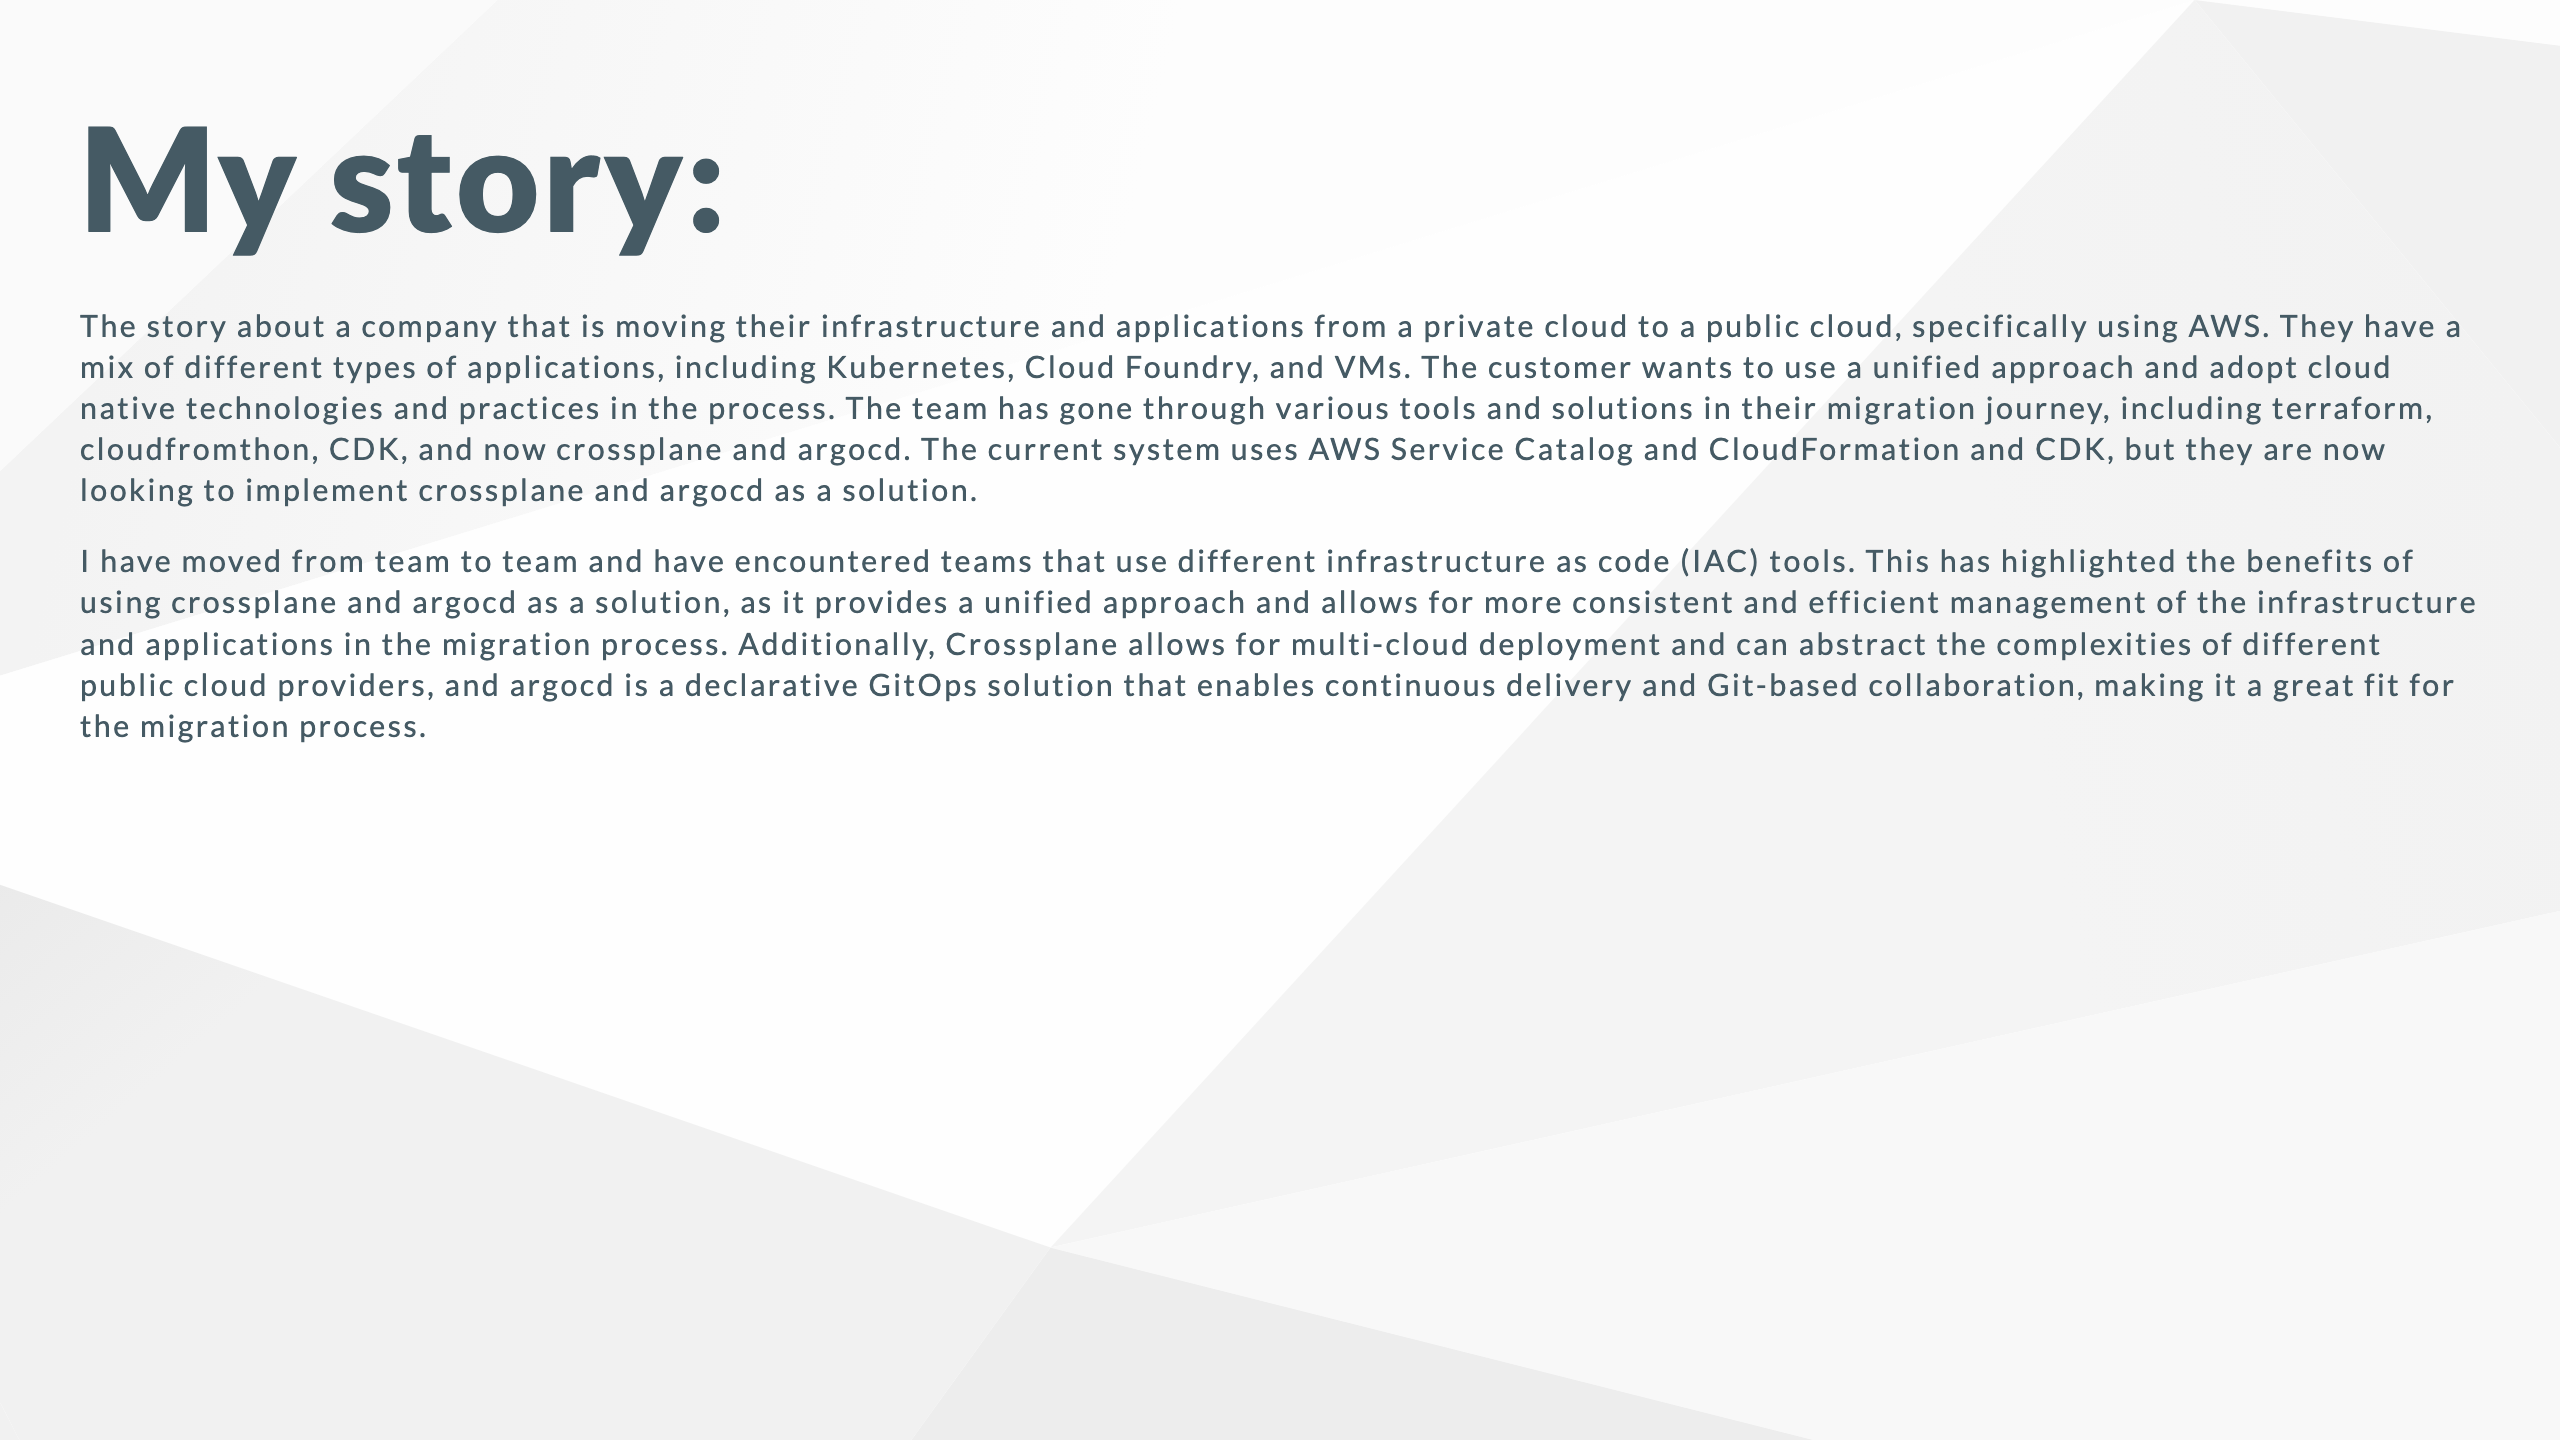 My story:
The story about a company that is moving their infrastructure and applications from a private cloud to a public cloud, specifically using AWS. They have a
mix of different types of applications, including Kubernetes, Cloud Foundry, and VMs. The customer wants to use a unified approach and adopt cloud
native technologies and practices in the process. The team has gone through various tools and solutions in their migration journey, including terraform,
cloudfromthon, CDK, and now crossplane and argocd. The current system uses AWS Service Catalog and CloudFormation and CDK, but they are now
looking to implement crossplane and argocd as a solution.
I have moved from team to team and have encountered teams that use different infrastructure as code (IAC) tools. This has highlighted the benefits of
using crossplane and argocd as a solution, as it provides a unified approach and allows for more consistent and efficient management of the infrastructure
and applications in the migration process. Additionally, Crossplane allows for multi-cloud deployment and can abstract the complexities of different
public cloud providers, and argocd is a declarative GitOps solution that enables continuous delivery and Git-based collaboration, making it a great fit for
the migration process.